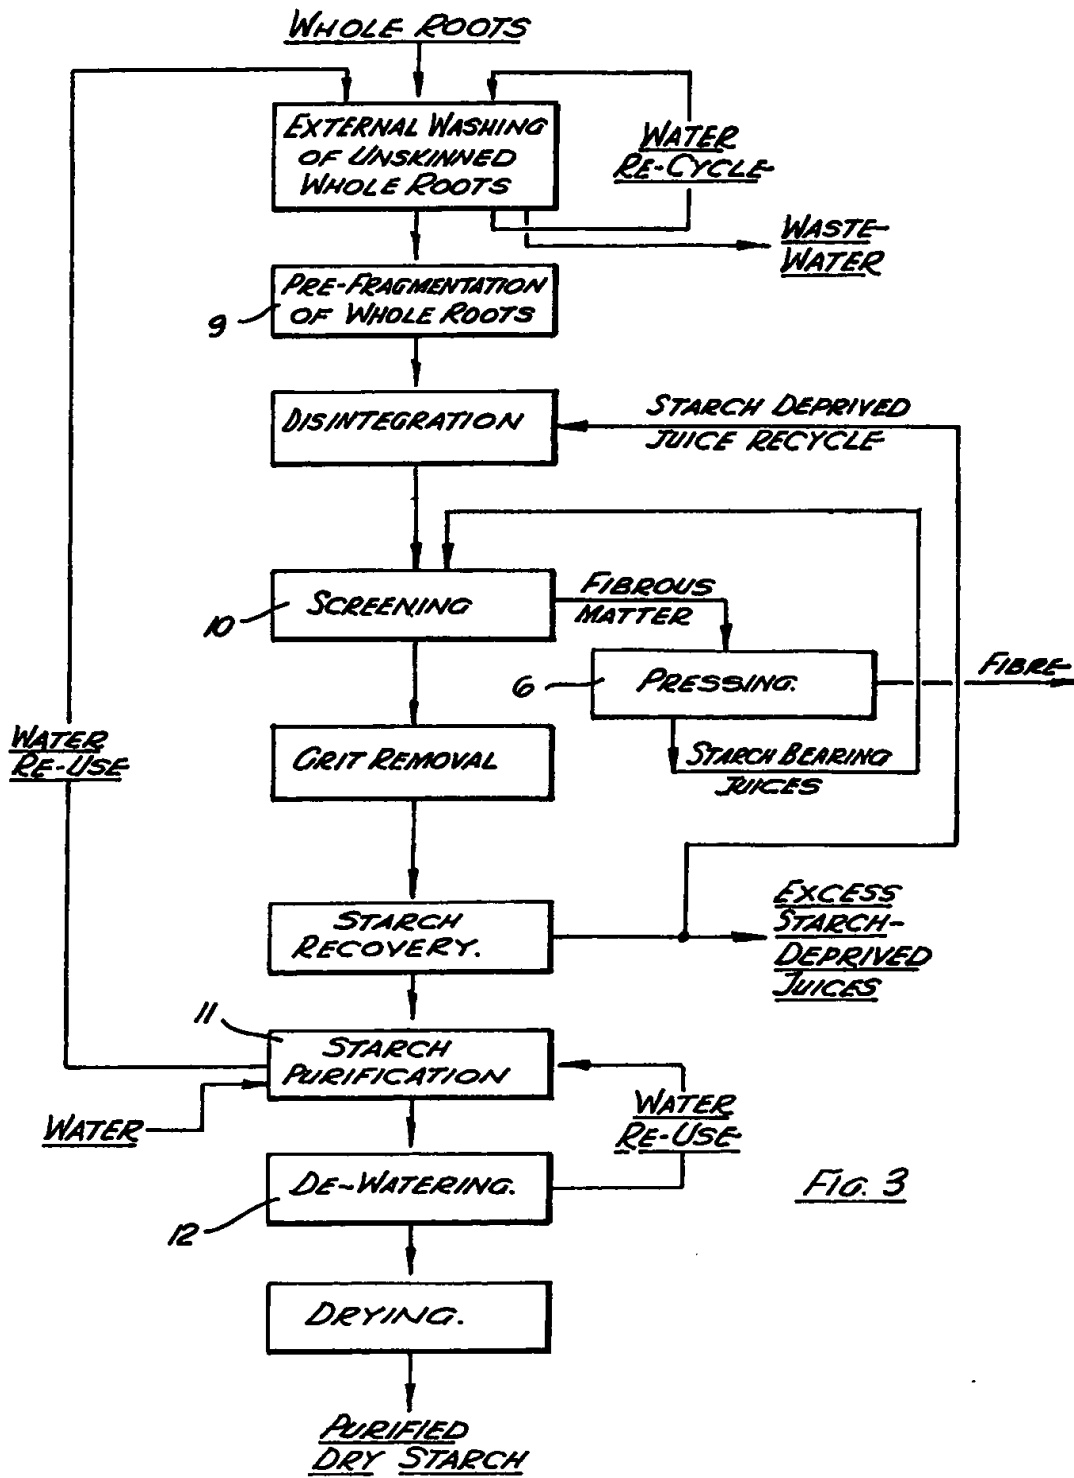 WHOLE ROOTS
EXTERNAL WASHING
OF UNSKINNED
WHOLE ROOTS
WATER
RE-CYCLE
WASTE-
WATER
PRE-FRAGMENTATION
OF WHOLE ROOTS
9
DISINTEGRATION
STARCH DEPRIVED
JUICE RECYCLE
SCREENING
10
FIBROUS
MATTER
PRESSING.
6
FIBRE
STARCH BEARING
JUICES
WATER
RE-USE
GRIT REMOVAL
STARCH
RECOVERY.
EXCESS
STARCH-
DEPRIVED
JUICES
11
STARCH
PURIFICATION
WATER
WATER
RE-USE
DE-WATERING.
12
FIG. 3
DRYING.
PURIFIED
DRY STARCH